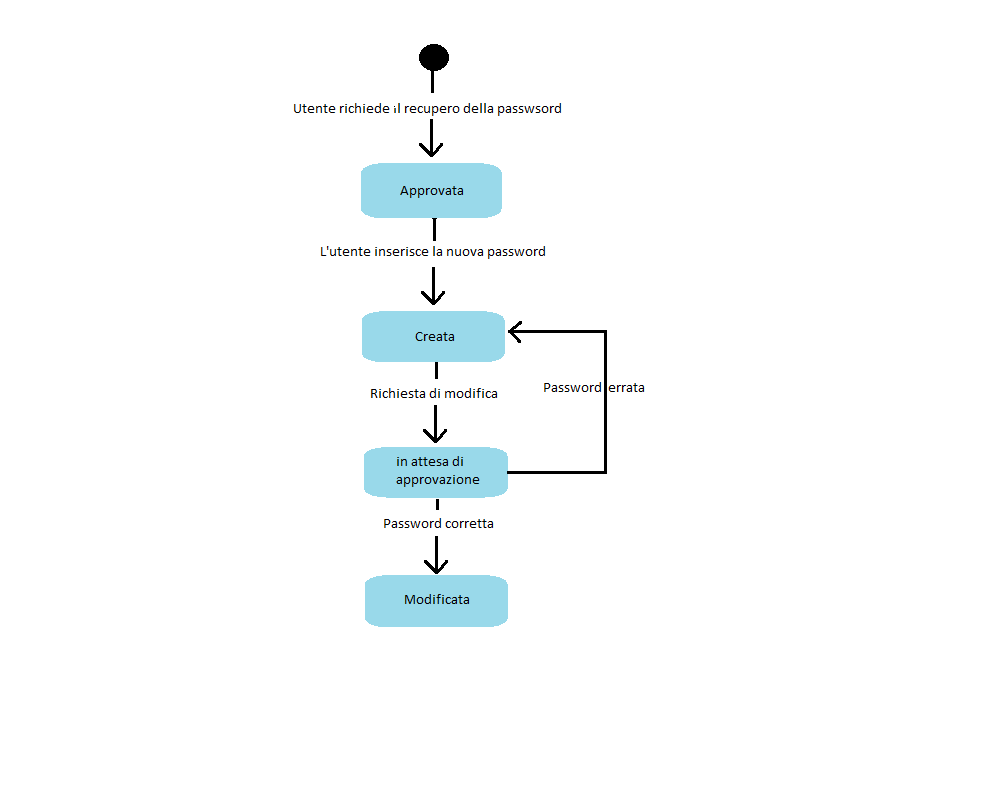 Utente richiede il recupero della passwsord
Approvata
L'utente inserisce la nuova password
Creata
Richiesta di modifica
Password errata
in attesa di
approvazione
Password corretta
Modificata